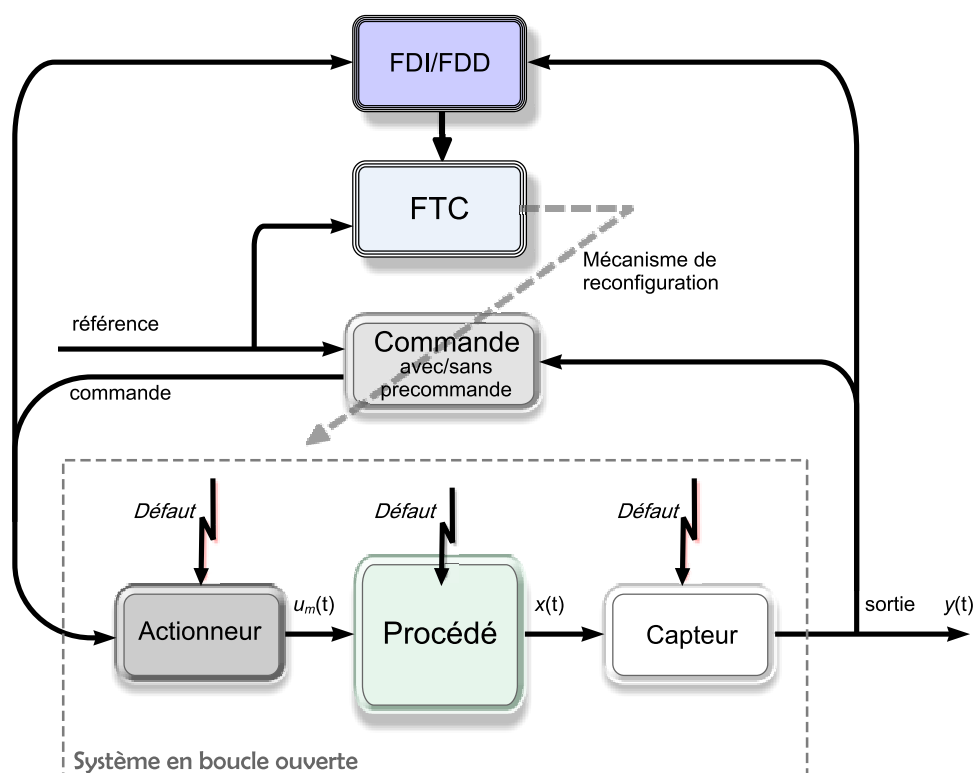 FDI/FDD
FTC
Mécanisme de
reconfiguration
référence
Commande
avec/sans
precommande
commande
Défaut
Défaut
Défaut
Actionneur
um(t)
Procédé
x(t)
Capteur
sortie
y(t)
Système en boucle ouverte